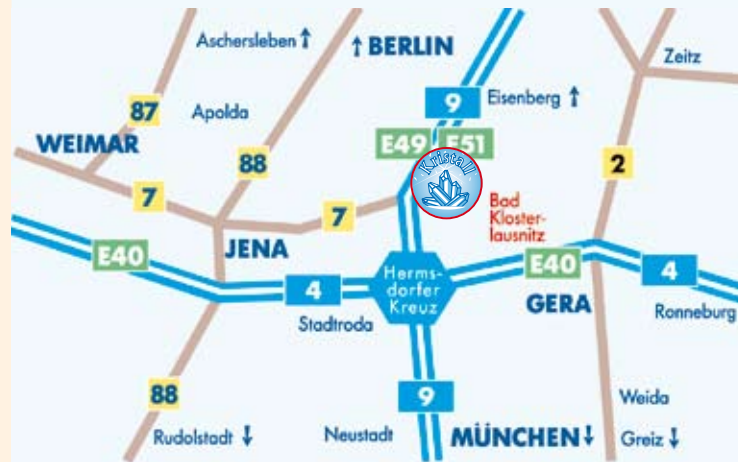 Aschersleben ↑
↑ BERLIN
Zeitz
9
Eisenberg ↑
87
Apolda
WEIMAR
E49 E51
Kristall
88
2
7
7
Bad
Kloster-
lausnitz
JENA
E40
Herms-
dorfer
Kreuz
E40
4
4
GERA
Stadtroda
Ronneburg
88
9
Weida
Rudolstadt ↓
Neustadt
MÜNCHEN ↓
Greiz ↓